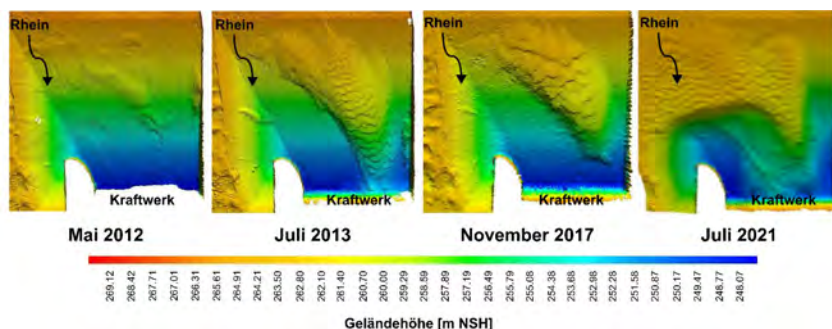 Rhein
Rhein
Rhein
Rhein
Kraftwerk
Kraftwerk
Kraftwerk
Kraftwerk
Mai 2012
Juli 2013
November 2017
Juli 2021
269.12 268.42 267.71 267.01 266.31 265.61 264.91 264.21 263.50 262.80 262.10 261.40 260.70 260.00 259.29 258.59 257.89 257.19 256.49 255.79 255.08 254.38 253.68 252.98 252.28 251.58 250.87 250.17 249.47 248.77 248.07
Geländehöhe [m NSH]